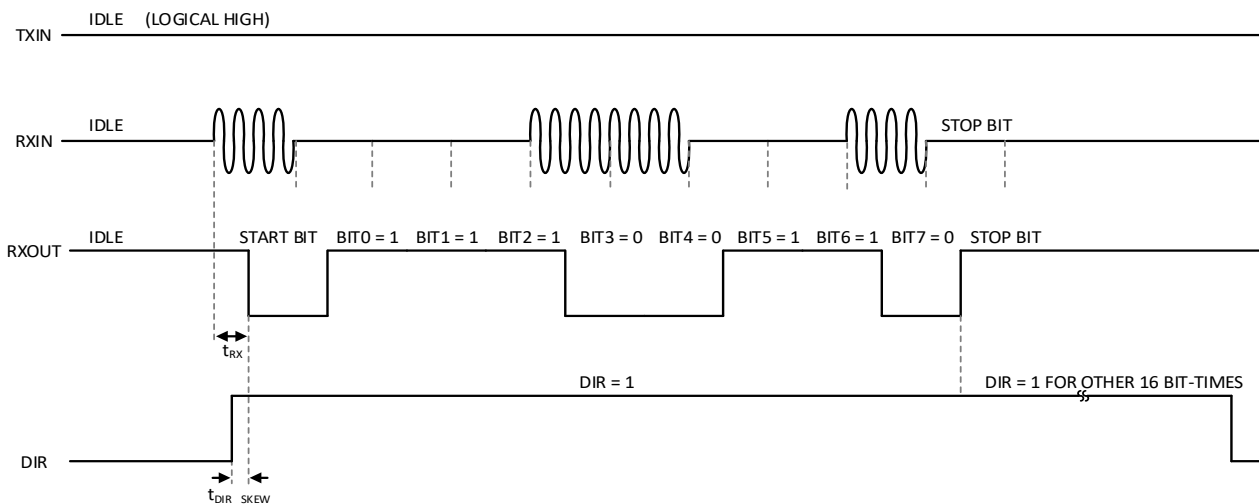 IDLE (LOGICAL HIGH)
TXIN
IDLE
STOP BIT
RXIN
IDLE
START BIT BIT0 = 1 BIT1 = 1 BIT2 = 1 BIT3 = 0 BIT4 = 0 BIT5 = 1 BIT6 = 1 BIT7 = 0 STOP BIT
RXOUT
tRX
DIR = 1
DIR = 1 FOR OTHER 16 BIT-TIMES
DIR
tDIR SKEW